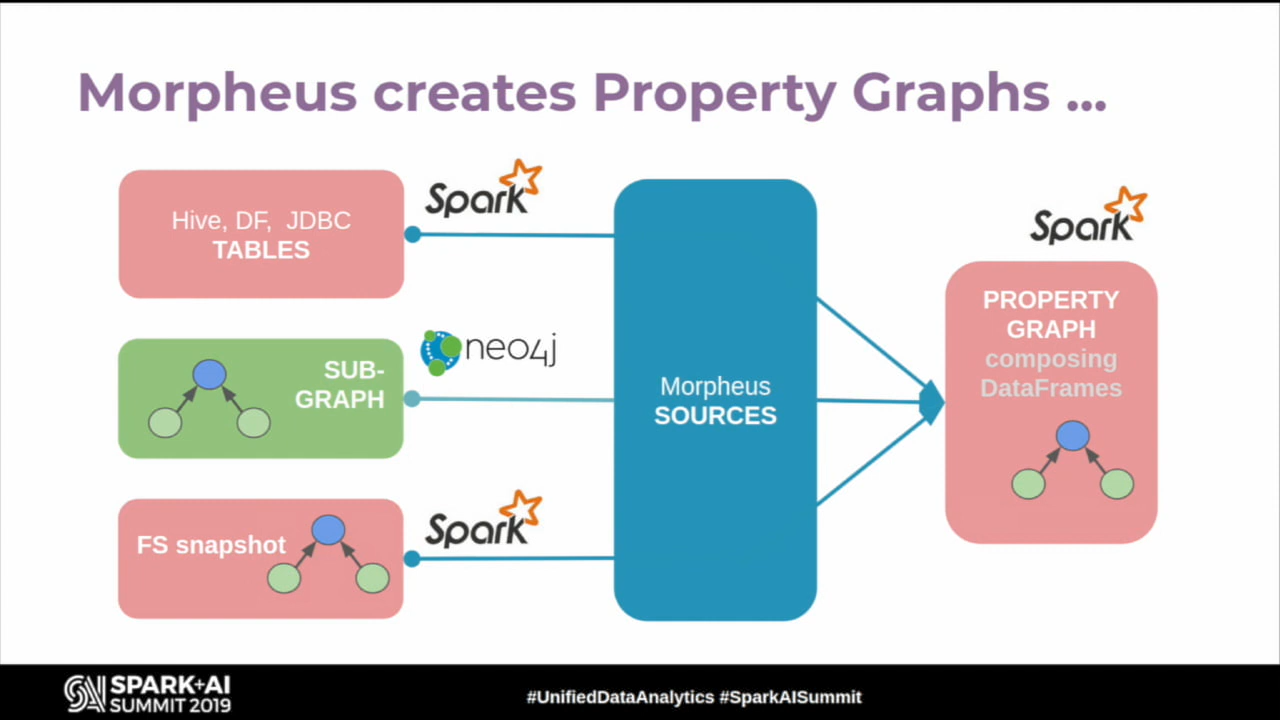 Morpheus creates Property Graphs ...
Hive, DF, JDBC
TABLES
Spark
SUB-
GRAPH
neo4j
FS snapshot
Spark
Morpheus
SOURCES
Spark
PROPERTY
GRAPH
composing
DataFrames
SPARK+AI
SUMMIT 2019
#UnifiedDataAnalytics #SparkAISummit